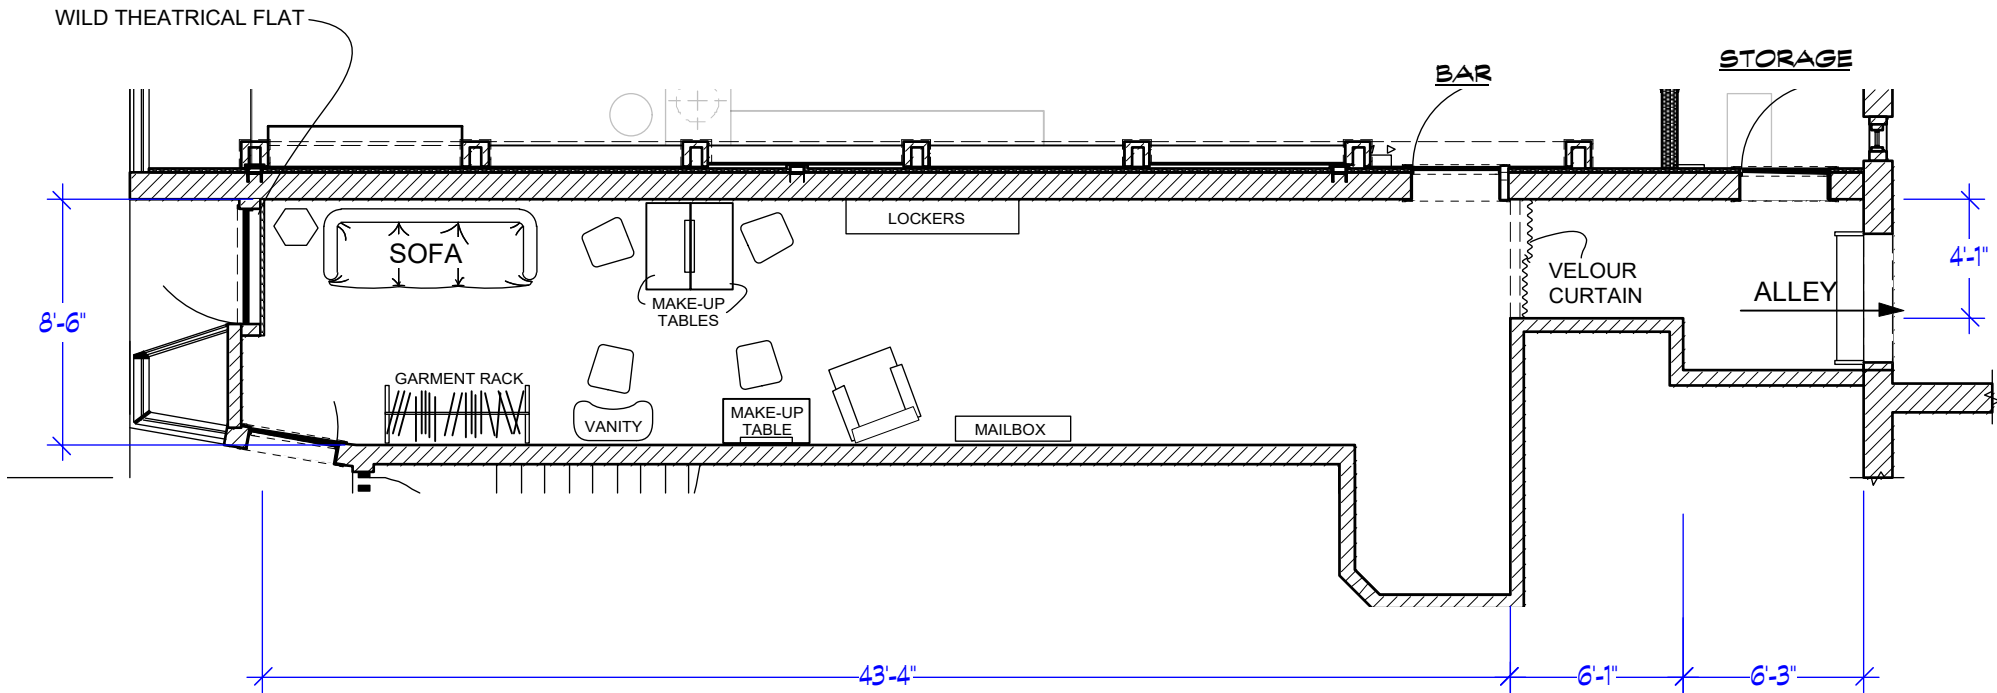 WILD THEATRICAL FLAT
BAR
STORAGE
LOCKERS
SOFA
MAKE-UP
TABLES
VELOUR
CURTAIN
4'-1"
ALLEY
8'-6"
GARMENT RACK
VANITY
MAKE-UP
TABLE
MAILBOX
43'-4"
6'-1"
6'-3"